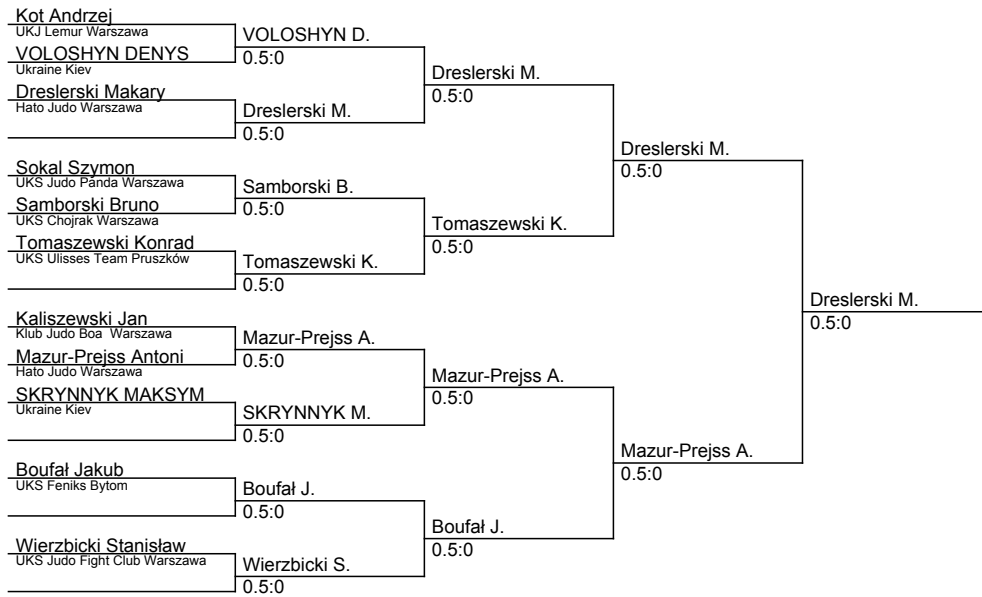 Kot Andrzej
UKJ Lemur Warszawa
VOLOSHYN DENYS
Ukraine Kiev
Dreslerski Makary
Hato Judo Warszawa
Sokal Szymon
UKS Judo Panda Warszawa
Samborski Bruno
UKS Chojrak Warszawa
Tomaszewski Konrad
UKS Ulisses Team Pruszków
Kaliszewski Jan
Klub Judo Boa  Warszawa
Mazur-Prejss Antoni
Hato Judo Warszawa
SKRYNNYK MAKSYM
Ukraine Kiev
Boufał Jakub
UKS Feniks Bytom
Wierzbicki Stanisław
UKS Judo Fight Club Warszawa
VOLOSHYN D.
0.5:0
Dreslerski M.
0.5:0
Samborski B.
0.5:0
Tomaszewski K.
0.5:0
Mazur-Prejss A.
0.5:0
SKRYNNYK M.
0.5:0
Boufał J.
0.5:0
Wierzbicki S.
0.5:0
Dreslerski M.
0.5:0
Tomaszewski K.
0.5:0
Mazur-Prejss A.
0.5:0
Boufał J.
0.5:0
Dreslerski M.
0.5:0
Mazur-Prejss A.
0.5:0
Dreslerski M.
0.5:0